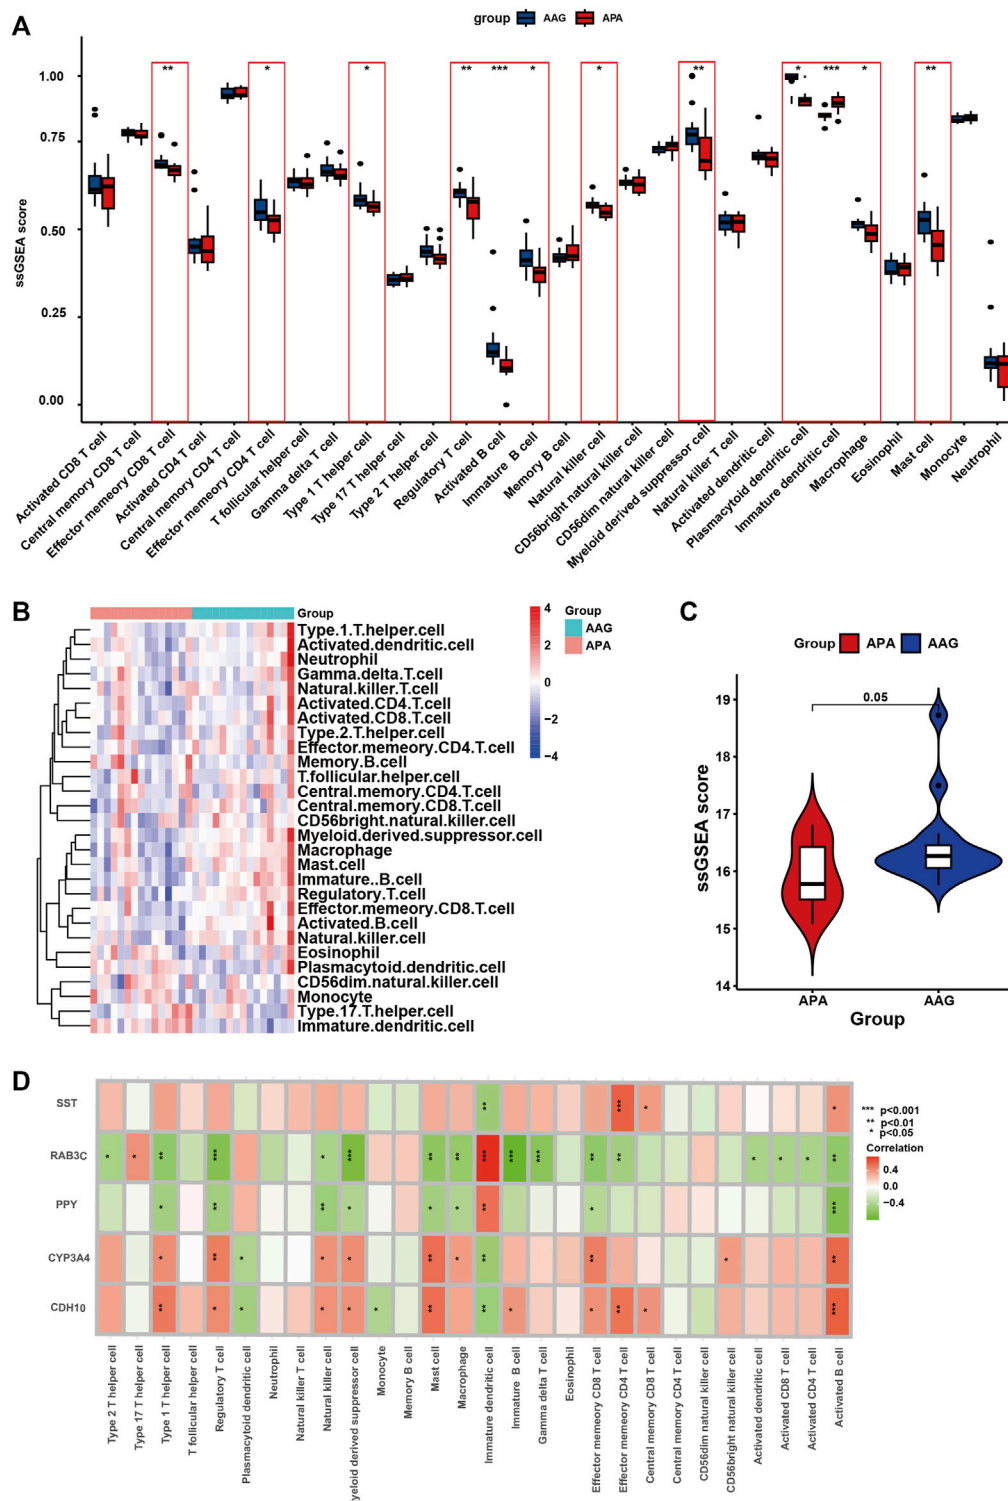 A
group AAG APA
** * * ** *** * * ** * *** * **
1.00
0.75
0.50
0.25
0.00
ssGSEA score
Activated CD8 T cell
Central memory CD8 T cell
Effector memeory CD8 T cell
Activated CD4 T cell
Central memory CD4 T cell
Effector memeory CD4 T cell
T follicular helper cell
Gamma delta T cell
Type 1 T helper cell
Type 17 T helper cell
Type 2 T helper cell
Regulatory T cell
Activated B cell
Immature  B cell
Memory B cell
Natural killer cell
CD56bright natural killer cell
CD56dim natural killer cell
Myeloid derived suppressor cell
Natural killer T cell
Activated dendritic cell
Plasmacytoid dendritic cell
Immature dendritic cell
Macrophage
Eosinophil
Mast cell
Monocyte
Neutrophil
B
Group
Type.1.T.helper.cell
Activated.dendritic.cell
Neutrophil
Gamma.delta.T.cell
Natural.killer.T.cell
Activated.CD4.T.cell
Activated.CD8.T.cell
Type.2.T.helper.cell
Effector.memeory.CD4.T.cell
Memory.B.cell
T.follicular.helper.cell
Central.memory.CD4.T.cell
Central.memory.CD8.T.cell
CD56bright.natural.killer.cell
Myeloid.derived.suppressor.cell
Macrophage
Mast.cell
Immature..B.cell
Regulatory.T.cell
Effector.memeory.CD8.T.cell
Activated.B.cell
Natural.killer.cell
Eosinophil
Plasmacytoid.dendritic.cell
CD56dim.natural.killer.cell
Monocyte
Type.17.T.helper.cell
Immature.dendritic.cell
4
2
0
−2
−4
Group
AAG
APA
C
Group APA AAG
0.05
19
18
17
16
15
14
ssGSEA score
APA AAG
Group
D
SST
RAB3C
PPY
CYP3A4
CDH10
** *** * *
* * ** *** * *** ** ** *** *** *** ** ** * * * **
* ** ** * * * ** * ***
* ** * * * ** * ** ** * **
** * * * * * ** ** * * ** * ***
Type 2 T helper cell
Type 17 T helper cell
Type 1 T helper cell
T follicular helper cell
Regulatory T cell
Plasmacytoid dendritic cell
Neutrophil
Natural killer T cell
Natural killer cell
yeloid derived suppressor cell
Monocyte
Memory B cell
Mast cell
Macrophage
Immature dendritic cell
Immature  B cell
Gamma delta T cell
Eosinophil
Effector memeory CD8 T cell
Effector memeory CD4 T cell
Central memory CD8 T cell
Central memory CD4 T cell
CD56dim natural killer cell
CD56bright natural killer cell
Activated dendritic cell
Activated CD8 T cell
Activated CD4 T cell
Activated B cell
*** p<0.001
** p<0.01
* p<0.05
Correlation
0.4
0.0
−0.4